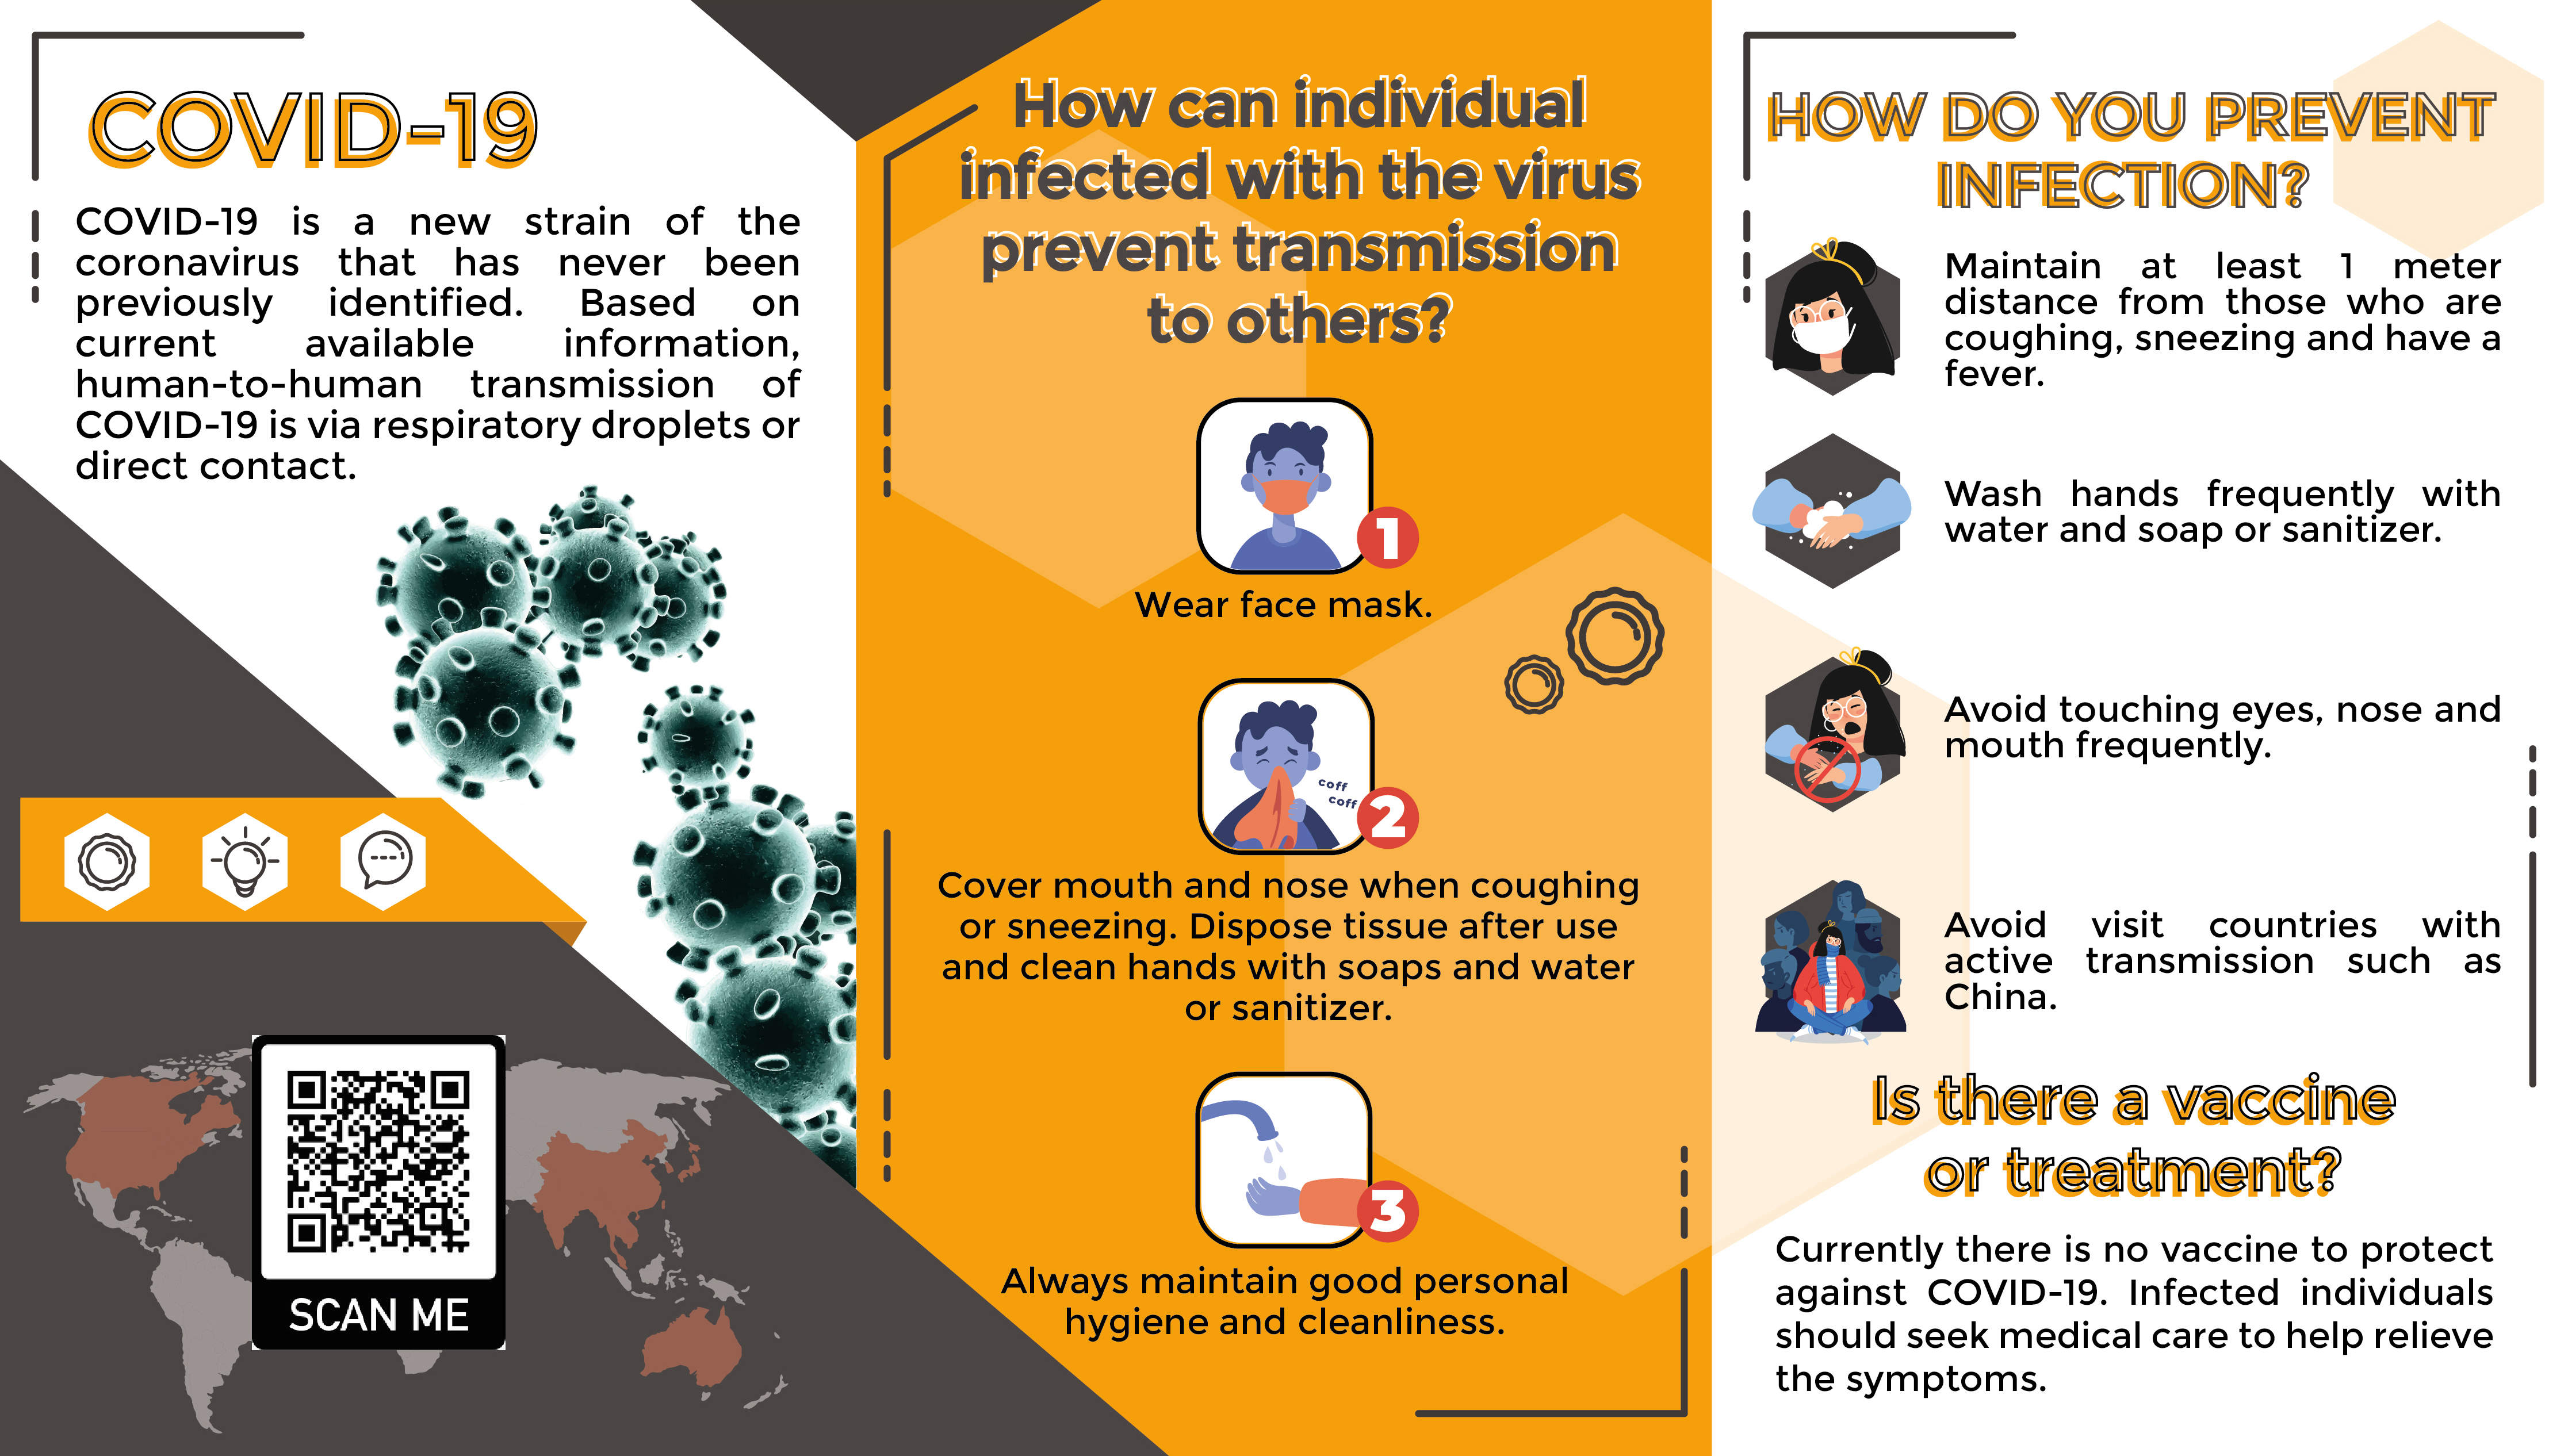 COVID-19
COVID-19 is a new strain of the
coronavirus that has never been
previously identified. Based on
current available information,
human-to-human transmission of
COVID-19 is via respiratory droplets or
direct contact.
SCAN ME
How can individual
infected with the virus
prevent transmission
to others?
1
Wear face mask.
coff
coff
2
Cover mouth and nose when coughing
or sneezing. Dispose tissue after use
and clean hands with soaps and water
or sanitizer.
3
Always maintain good personal
hygiene and cleanliness.
HOW DO YOU PREVENT
INFECTION?
Maintain at least 1 meter
distance from those who are
coughing, sneezing and have a
fever.
Wash hands frequently with
water and soap or sanitizer.
Avoid touching eyes, nose and
mouth frequently.
Avoid visit countries with
active transmission such as
China.
Is there a vaccine
or treatment?
Currently there is no vaccine to protect
against COVID-19. Infected individuals
should seek medical care to help relieve
the symptoms.